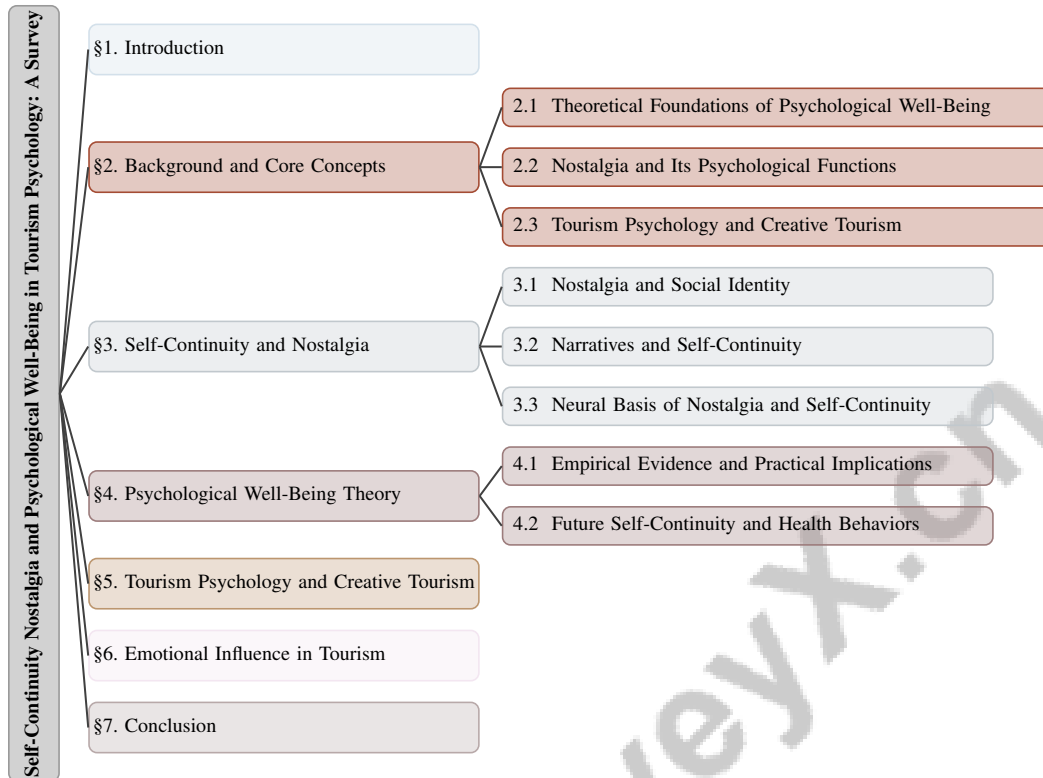 Self-Continuity Nostalgia and Psychological Well-Being in Tourism Psychology: A Survey
§1. Introduction
§2. Background and Core Concepts
2.1 Theoretical Foundations of Psychological Well-Being
2.2 Nostalgia and Its Psychological Functions
2.3 Tourism Psychology and Creative Tourism
§3. Self-Continuity and Nostalgia
3.1 Nostalgia and Social Identity
3.2 Narratives and Self-Continuity
3.3 Neural Basis of Nostalgia and Self-Continuity
§4. Psychological Well-Being Theory
4.1 Empirical Evidence and Practical Implications
4.2 Future Self-Continuity and Health Behaviors
§5. Tourism Psychology and Creative Tourism
§6. Emotional Influence in Tourism
§7. Conclusion
veyX.cn